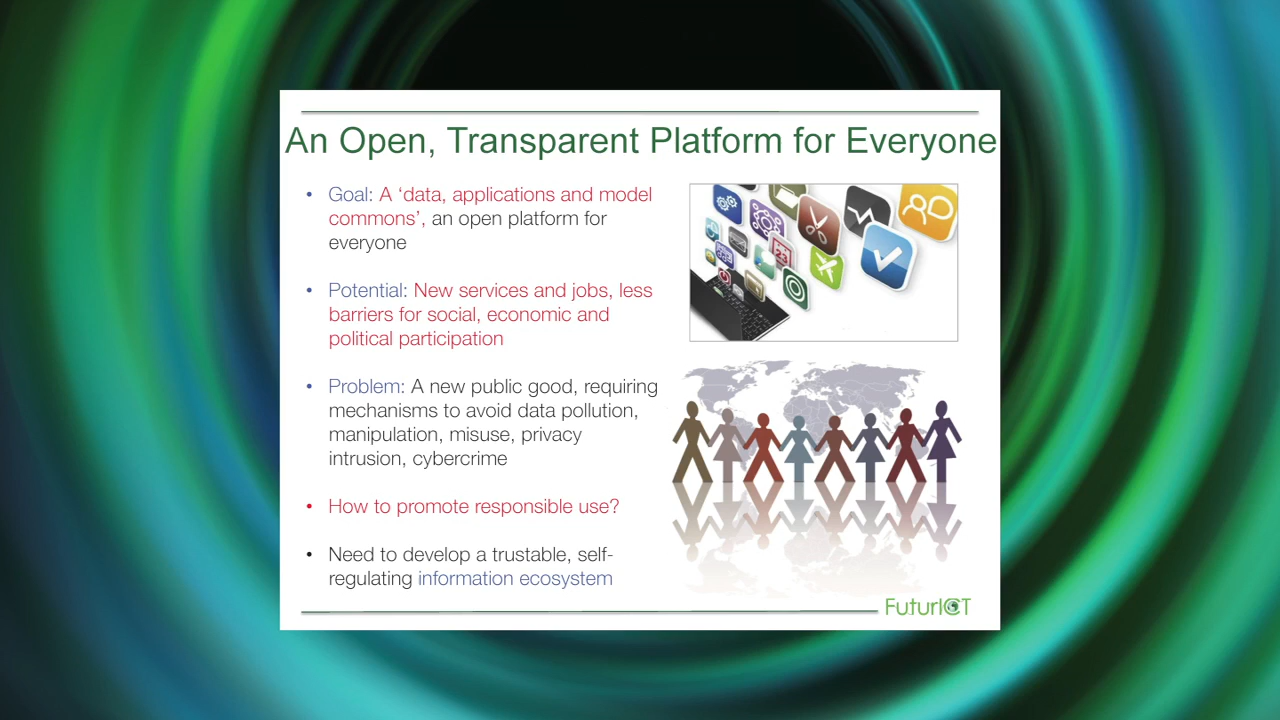 An Open, Transparent Platform for Everyone
• Goal: A ‘data, applications and model
commons’, an open platform for
everyone
• Potential: New services and jobs, less
barriers for social, economic and
political participation
• Problem: A new public good, requiring
mechanisms to avoid data pollution,
manipulation, misuse, privacy
intrusion, cybercrime
• How to promote responsible use?
• Need to develop a trustable, self-
regulating information ecosystem
23
FuturICT